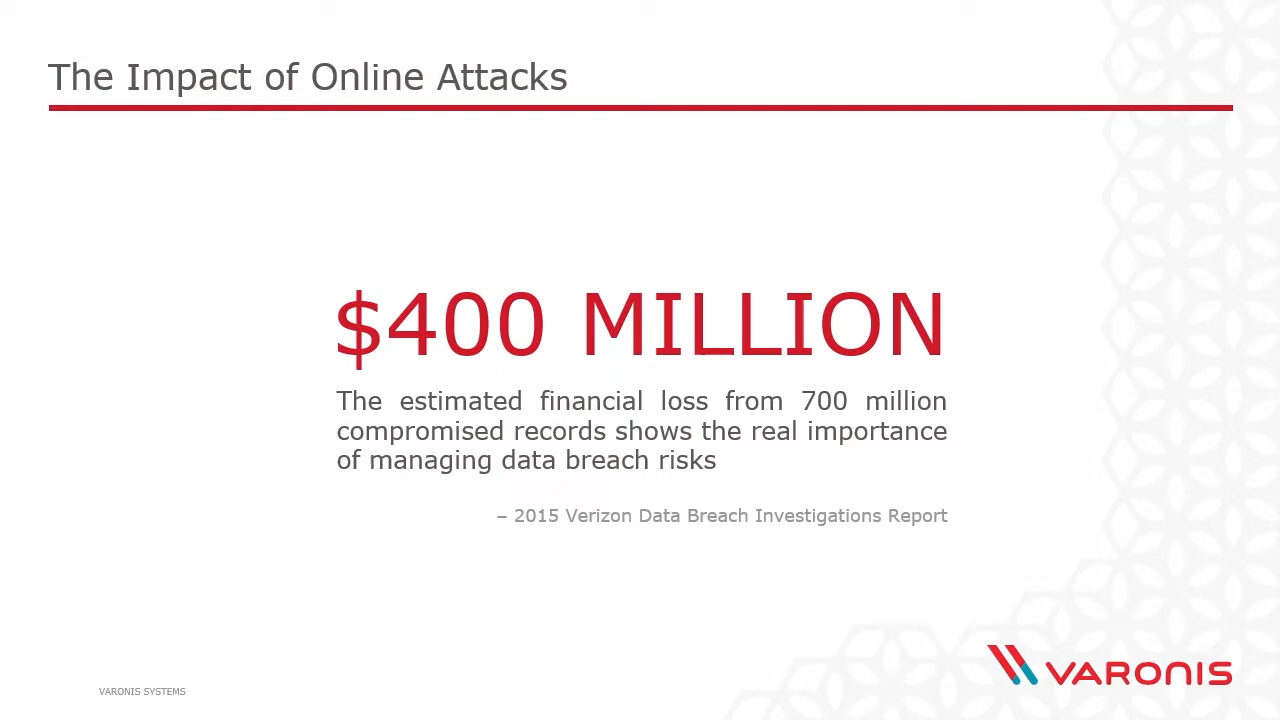 The Impact of Online Attacks
$400 MILLION
The estimated financial loss from 700 million
compromised records shows the real importance
of managing data breach risks
– 2015 Verizon Data Breach Investigations Report
VARONIS SYSTEMS
VARONIS